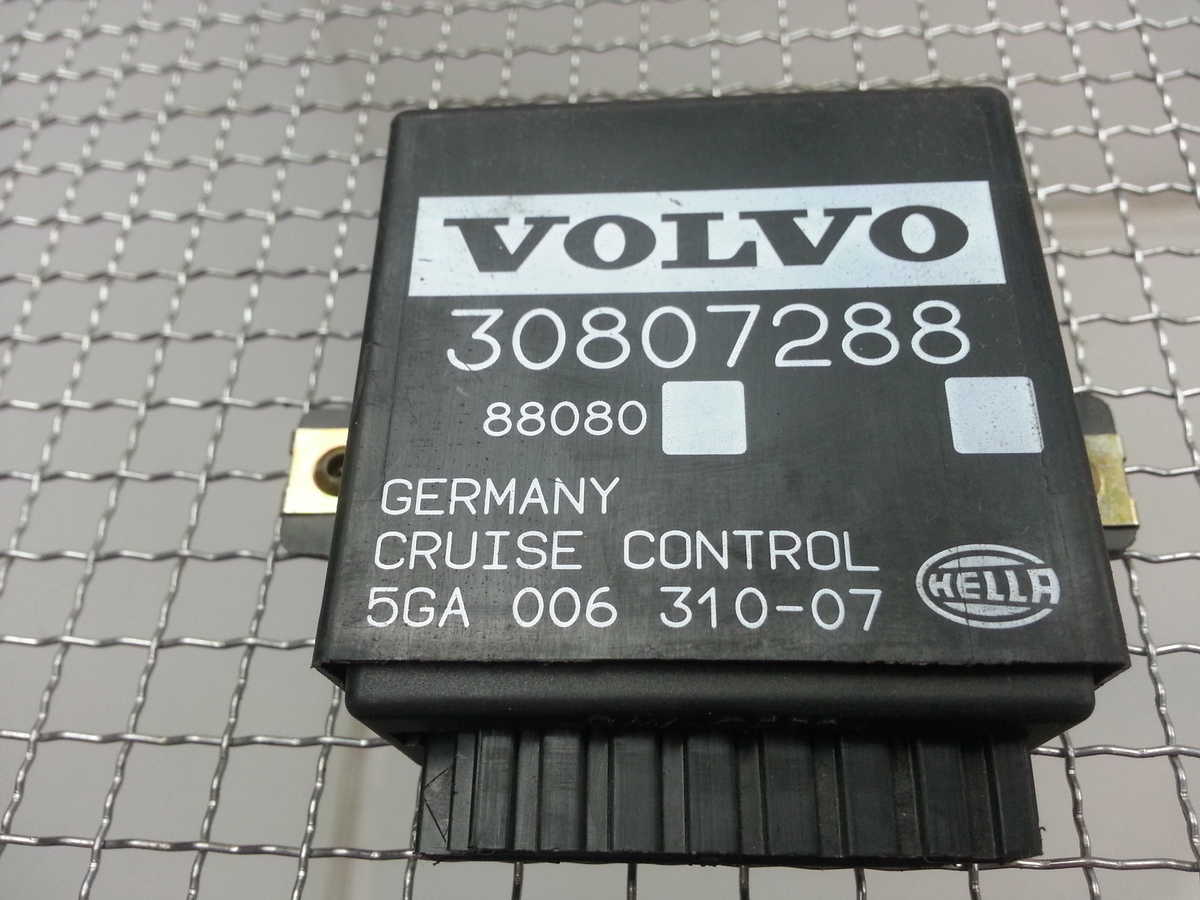 VOLVO
30807288
88080
GERMANY
CRUISE CONTROL
5GA 006 310-07
HELLA